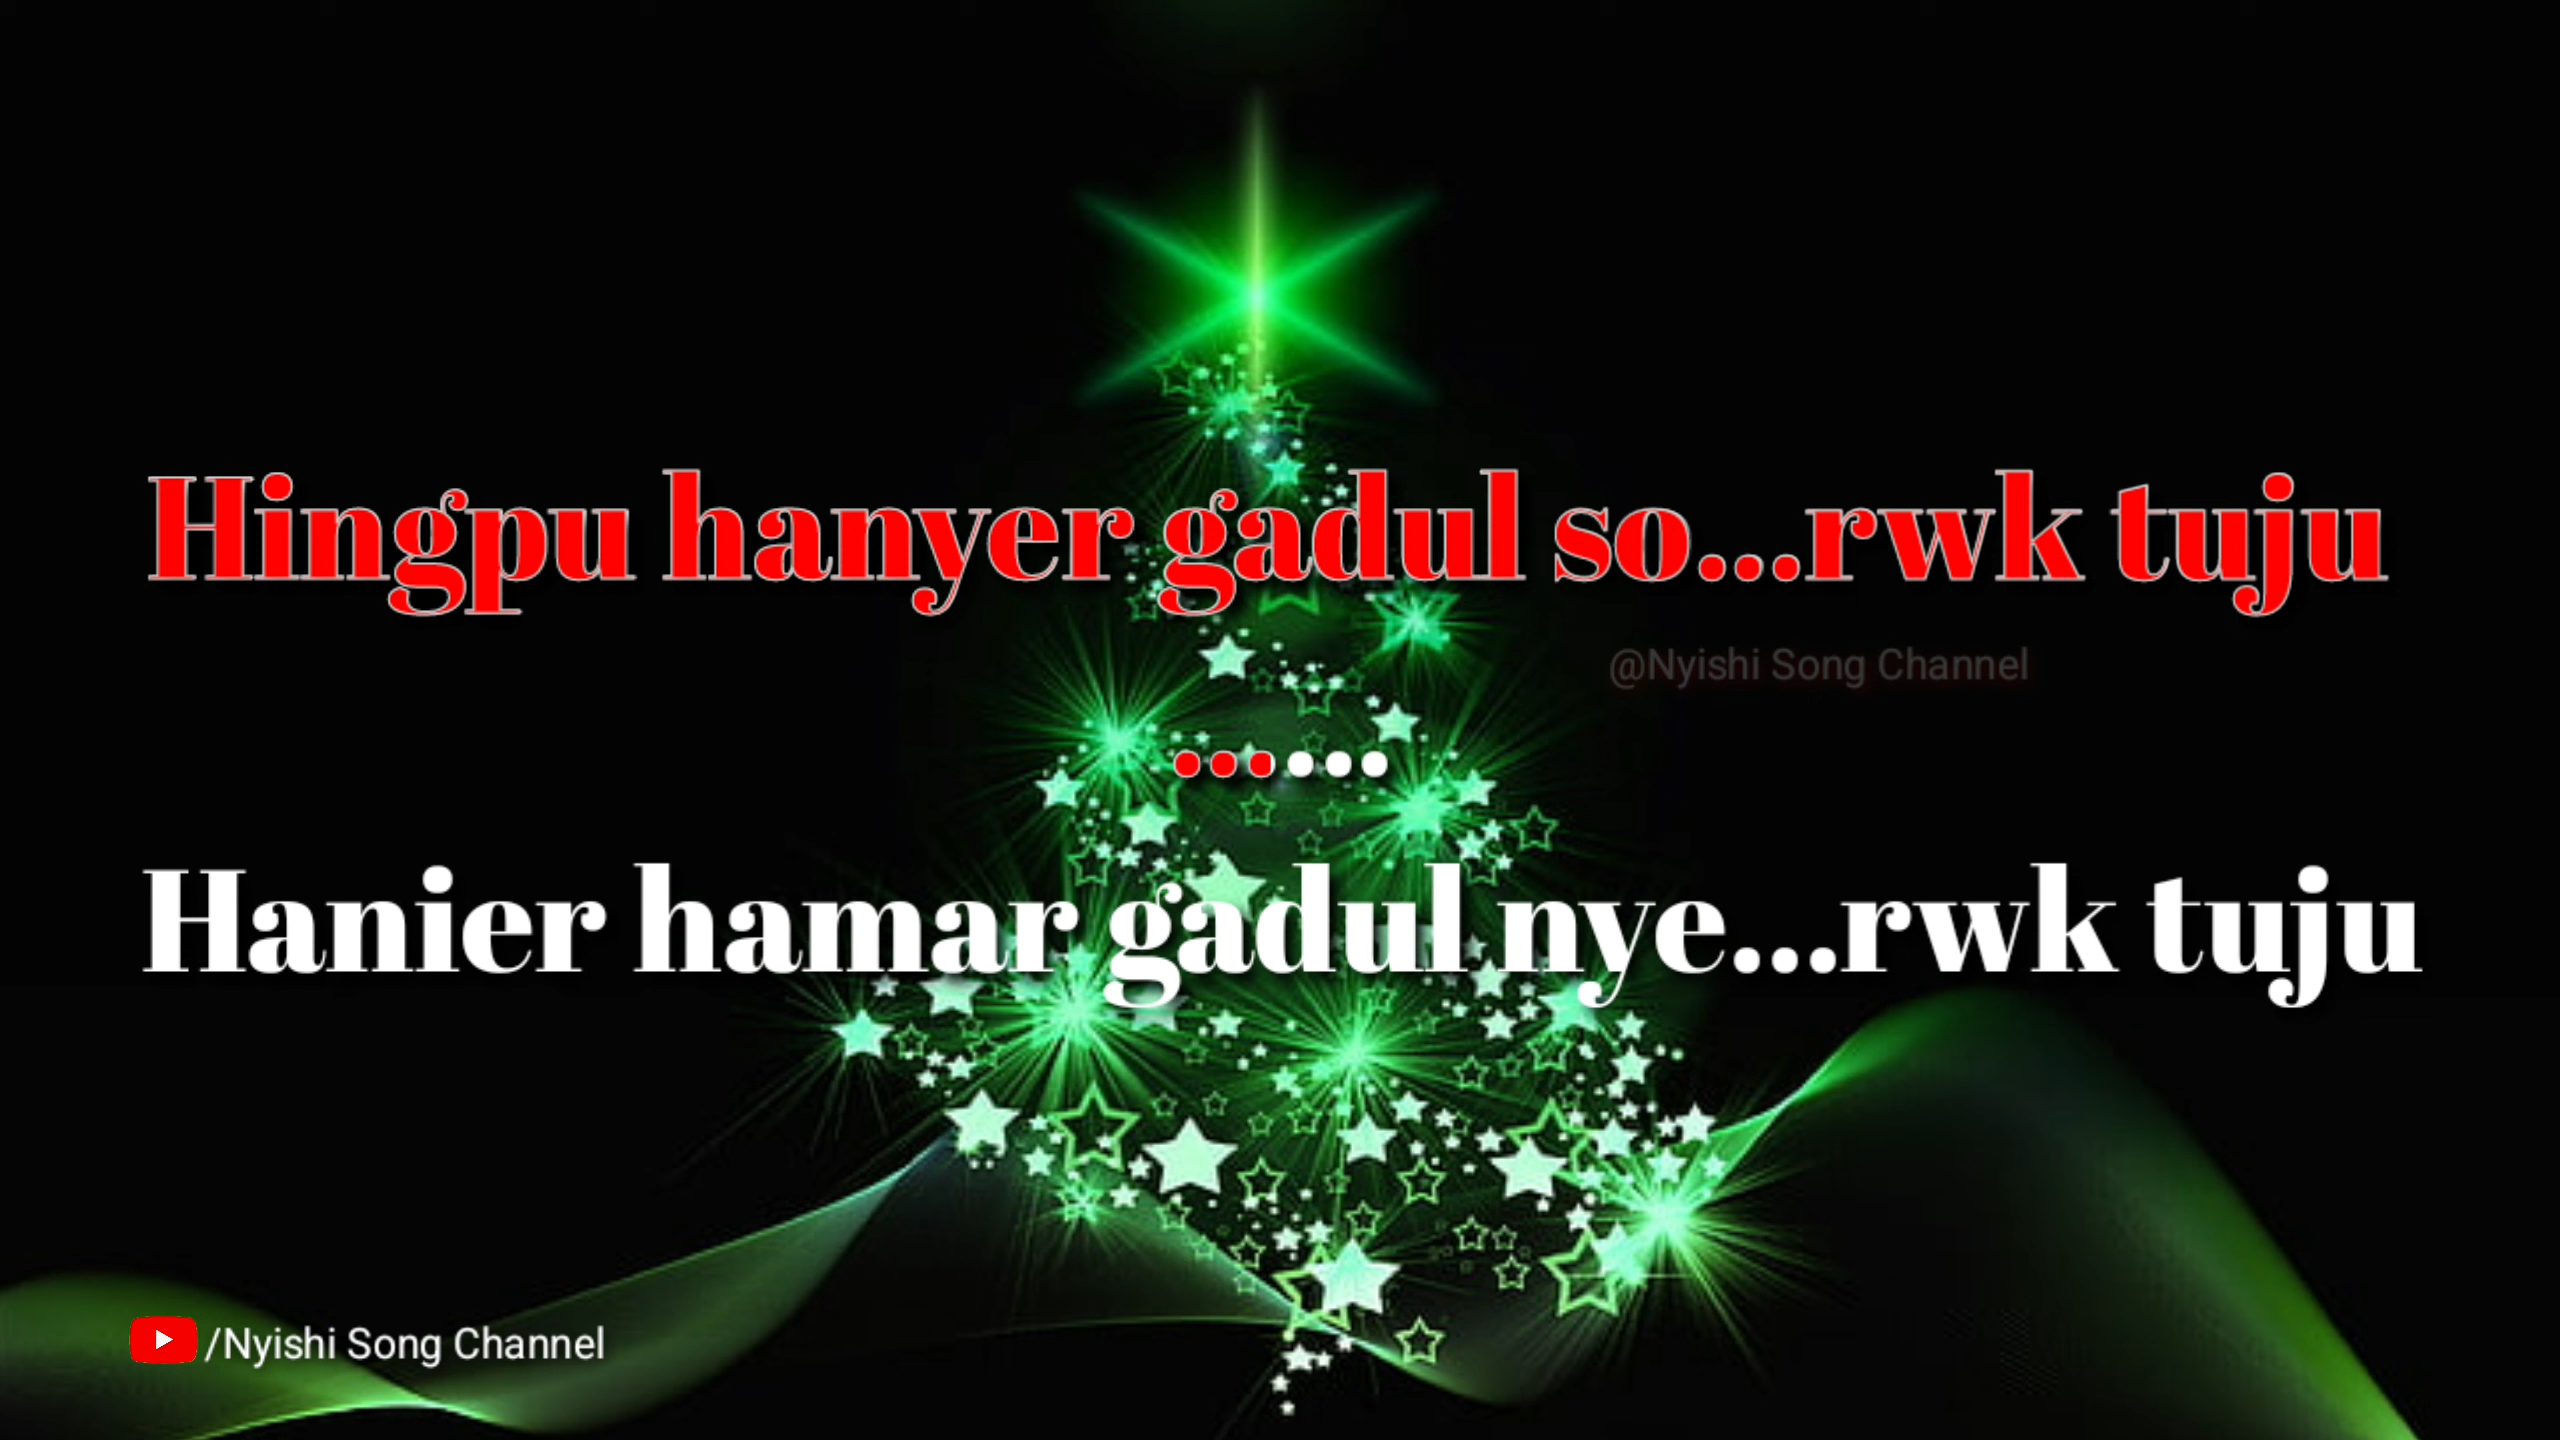 Hingpu hanyer gadul so...rwk tuju
@Nyishi Song Channel
......
Hanier hamar gadul nye...rwk tuju
/Nyishi Song Channel